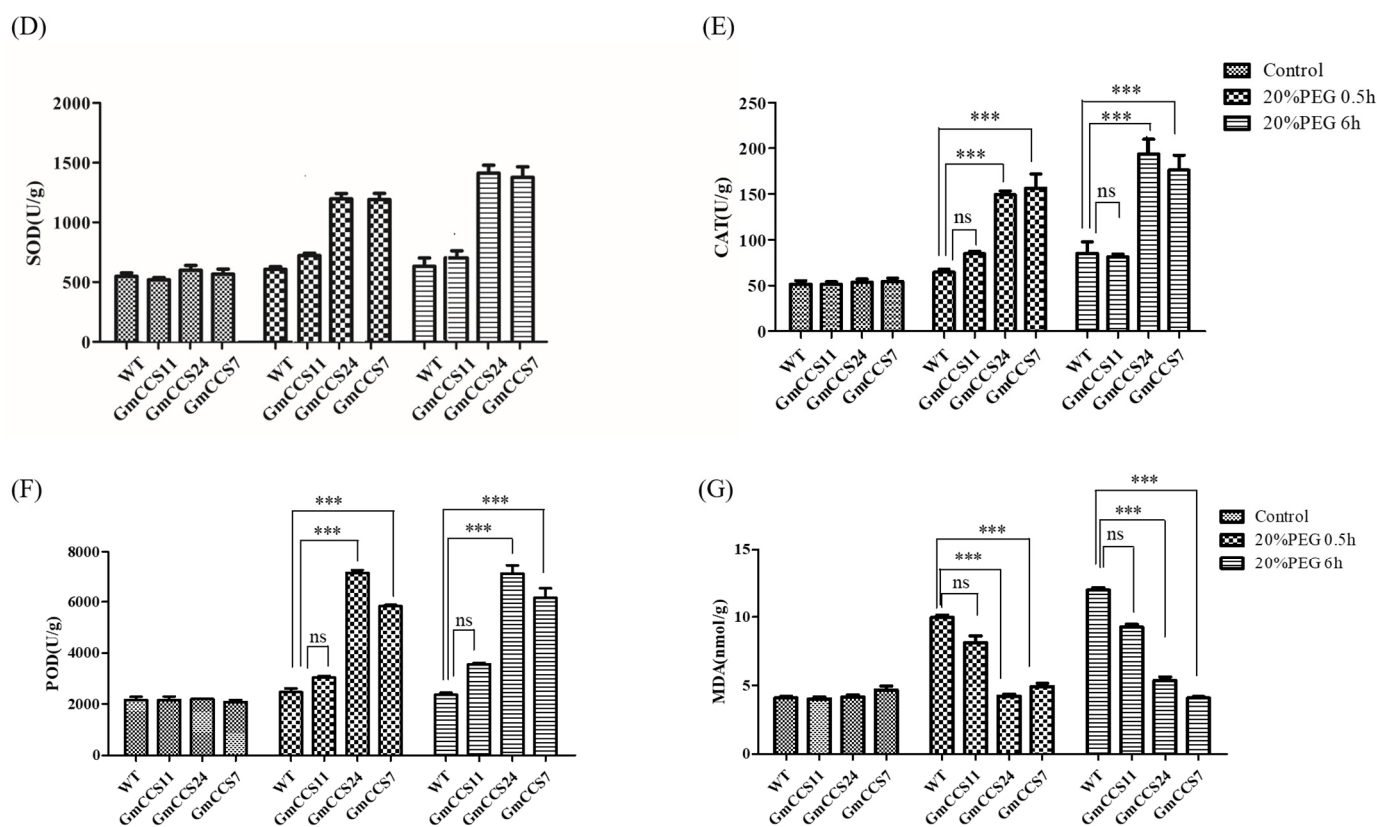 (D)
2000
1500
1000
500
0
SOD(U/g)
WT
GmCCS11
GmCCS24
GmCCS7
WT
GmCCS11
GmCCS24
GmCCS7
WT
GmCCS11
GmCCS24
GmCCS7
(E)
Control
20%PEG 0.5h
20%PEG 6h
250
200
150
100
50
0
CAT(U/g)
***
***
ns
***
***
ns
WT
GmCCS11
GmCCS24
GmCCS7
WT
GmCCS11
GmCCS24
GmCCS7
WT
GmCCS11
GmCCS24
GmCCS7
(F)
8000
6000
4000
2000
0
POD(U/g)
***
***
ns
***
***
ns
WT
GmCCS11
GmCCS24
GmCCS7
WT
GmCCS11
GmCCS24
GmCCS7
WT
GmCCS11
GmCCS24
GmCCS7
(G)
Control
20%PEG 0.5h
20%PEG 6h
15
10
5
0
MDA(nmol/g)
***
***
ns
***
***
ns
WT
GmCCS11
GmCCS24
GmCCS7
WT
GmCCS11
GmCCS24
GmCCS7
WT
GmCCS11
GmCCS24
GmCCS7